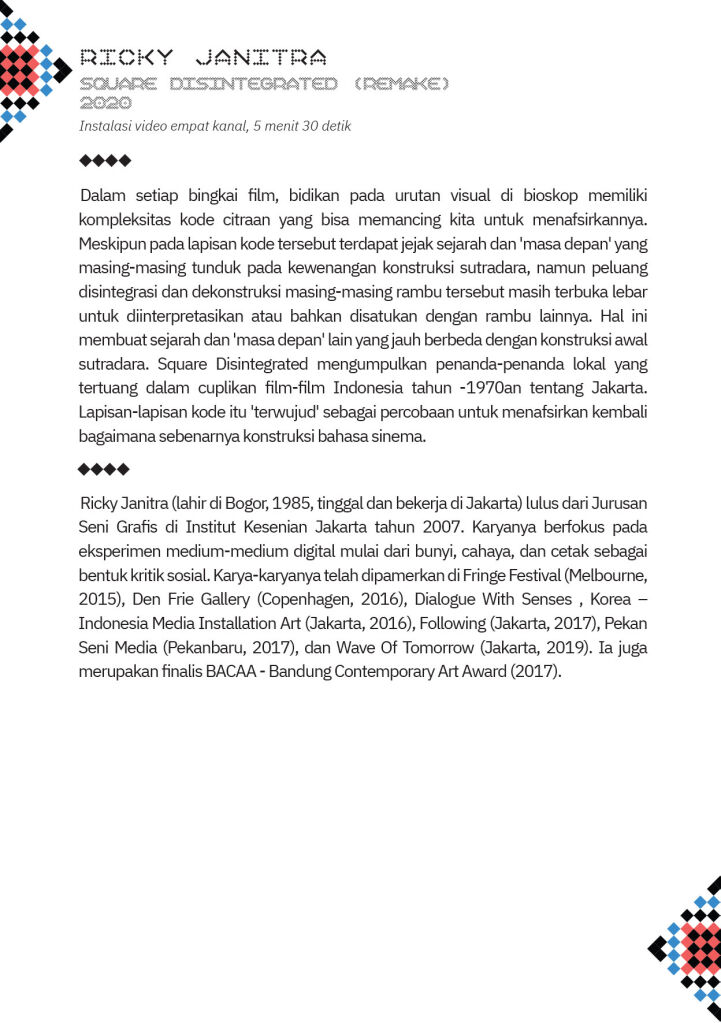 RICKY JANITRA
SQUARE DISINTEGRATED (REMAKE)
2020
Instalasi video empat kanal, 5 menit 30 detik
Dalam setiap bingkai film, bidikan pada urutan visual di bioskop memiliki
kompleksitas kode citraan yang bisa memancing kita untuk menafsirkannya.
Meskipun pada lapisan kode tersebut terdapat jejak sejarah dan 'masa depan' yang
masing-masing tunduk pada kewenangan konstruksi sutradara, namun peluang
disintegrasi dan dekonstruksi masing-masing rambu tersebut masih terbuka lebar
untuk diinterpretasikan atau bahkan disatukan dengan rambu lainnya. Hal ini
membuat sejarah dan 'masa depan' lain yang jauh berbeda dengan konstruksi awal
sutradara. Square Disintegrated mengumpulkan penanda-penanda lokal yang
tertuang dalam cuplikan film-film Indonesia tahun -1970an tentang Jakarta.
Lapisan-lapisan kode itu 'terwujud' sebagai percobaan untuk menafsirkan kembali
bagaimana sebenarnya konstruksi bahasa sinema.
Ricky Janitra (lahir di Bogor, 1985, tinggal dan bekerja di Jakarta) lulus dari Jurusan
Seni Grafis di Institut Kesenian Jakarta tahun 2007. Karyanya berfokus pada
eksperimen medium-medium digital mulai dari bunyi, cahaya, dan cetak sebagai
bentuk kritik sosial. Karya-karyanya telah dipamerkan di Fringe Festival (Melbourne,
2015), Den Frie Gallery (Copenhagen, 2016), Dialogue With Senses , Korea –
Indonesia Media Installation Art (Jakarta, 2016), Following (Jakarta, 2017), Pekan
Seni Media (Pekanbaru, 2017), dan Wave Of Tomorrow (Jakarta, 2019). Ia juga
merupakan finalis BACAA - Bandung Contemporary Art Award (2017).